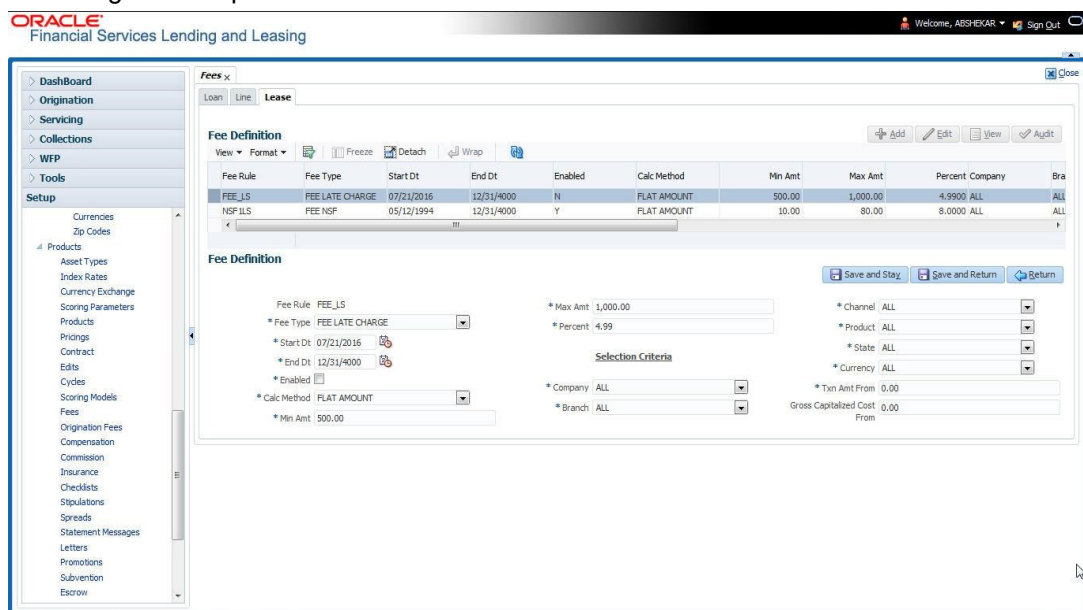 ORACLE
Financial Services Lending and Leasing
Welcome, ABSHEKAR
Sign Out
Close
DashBoard
Origination
Servicing
Collections
WFP
Tools
Setup
Currencies
Zip Codes
Products
Asset Types
Index Rates
Currency Exchange
Scoring Parameters
Products
Pricings
Contract
Edits
Cycles
Scoring Models
Fees
Origination Fees
Compensation
Commission
Insurance
Checklists
Stipulations
Spreads
Statement Messages
Letters
Promotions
Subvention
Escrow
Fees x
Loan Line Lease
Fee Definition
Add Edit View Audit
View Format Freeze Detach Wrap
Fee Rule Fee Type Start Dt End Dt Enabled Calc Method Min Amt Max Amt Percent Company Bra
FEE_LS FEE LATE CHARGE 07/21/2016 12/31/4000 N FLAT AMOUNT 500.00 1,000.00 4.9900 ALL ALL
NSF1LS FEE NSF 05/12/1994 12/31/4000 Y FLAT AMOUNT 10.00 80.00 8.0000 ALL ALL
Fee Definition
Save and Stay Save and Return Return
Fee Rule FEE_LS
* Fee Type FEE LATE CHARGE
* Start Dt 07/21/2016
* End Dt 12/31/4000
* Enabled
* Calc Method FLAT AMOUNT
* Min Amt 500.00
* Max Amt 1,000.00
* Percent 4.99
Selection Criteria
* Company ALL
* Branch ALL
* Channel ALL
* Product ALL
* State ALL
* Currency ALL
* Txn Amt From 0.00
Gross Capitalized Cost From 0.00